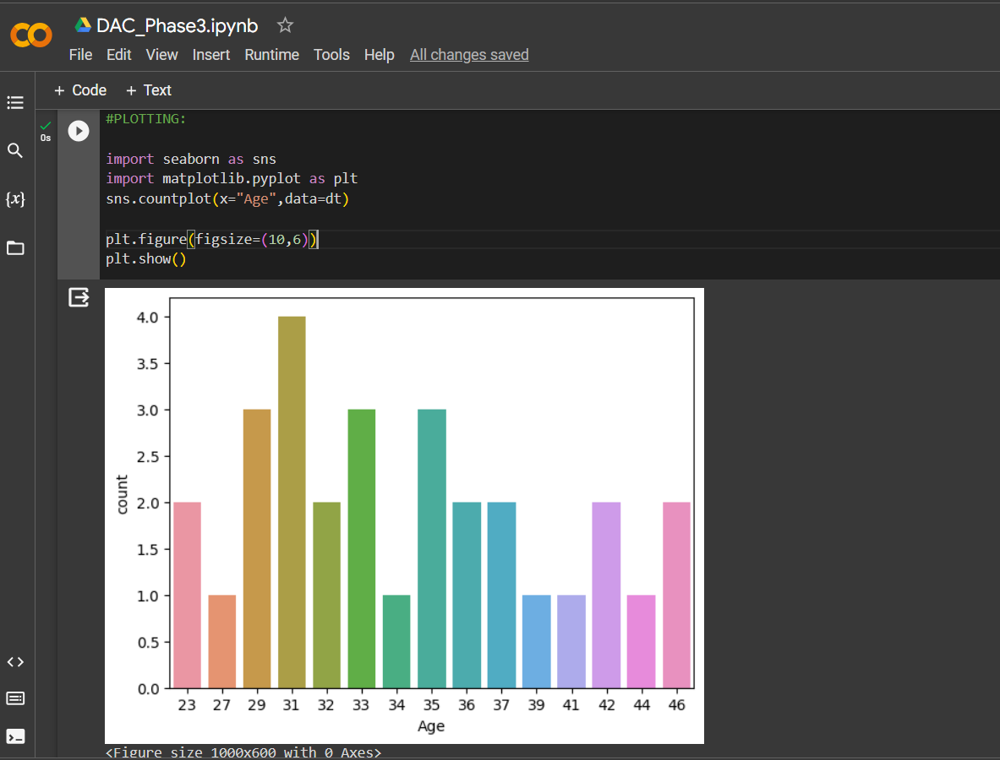 DAC_Phase3.ipynb
File Edit View Insert Runtime Tools Help All changes saved
+ Code + Text
0s
#PLOTTING:
import seaborn as sns
import matplotlib.pyplot as plt
sns.countplot(x="Age",data=dt)
plt.figure(figsize=(10,6))
plt.show()
{x}
4.0
3.5
3.0
2.5
2.0
1.5
1.0
0.5
0.0
count
23 27 29 31 32 33 34 35 36 37 39 41 42 44 46
Age
<Figure size 1000x600 with 0 Axes>